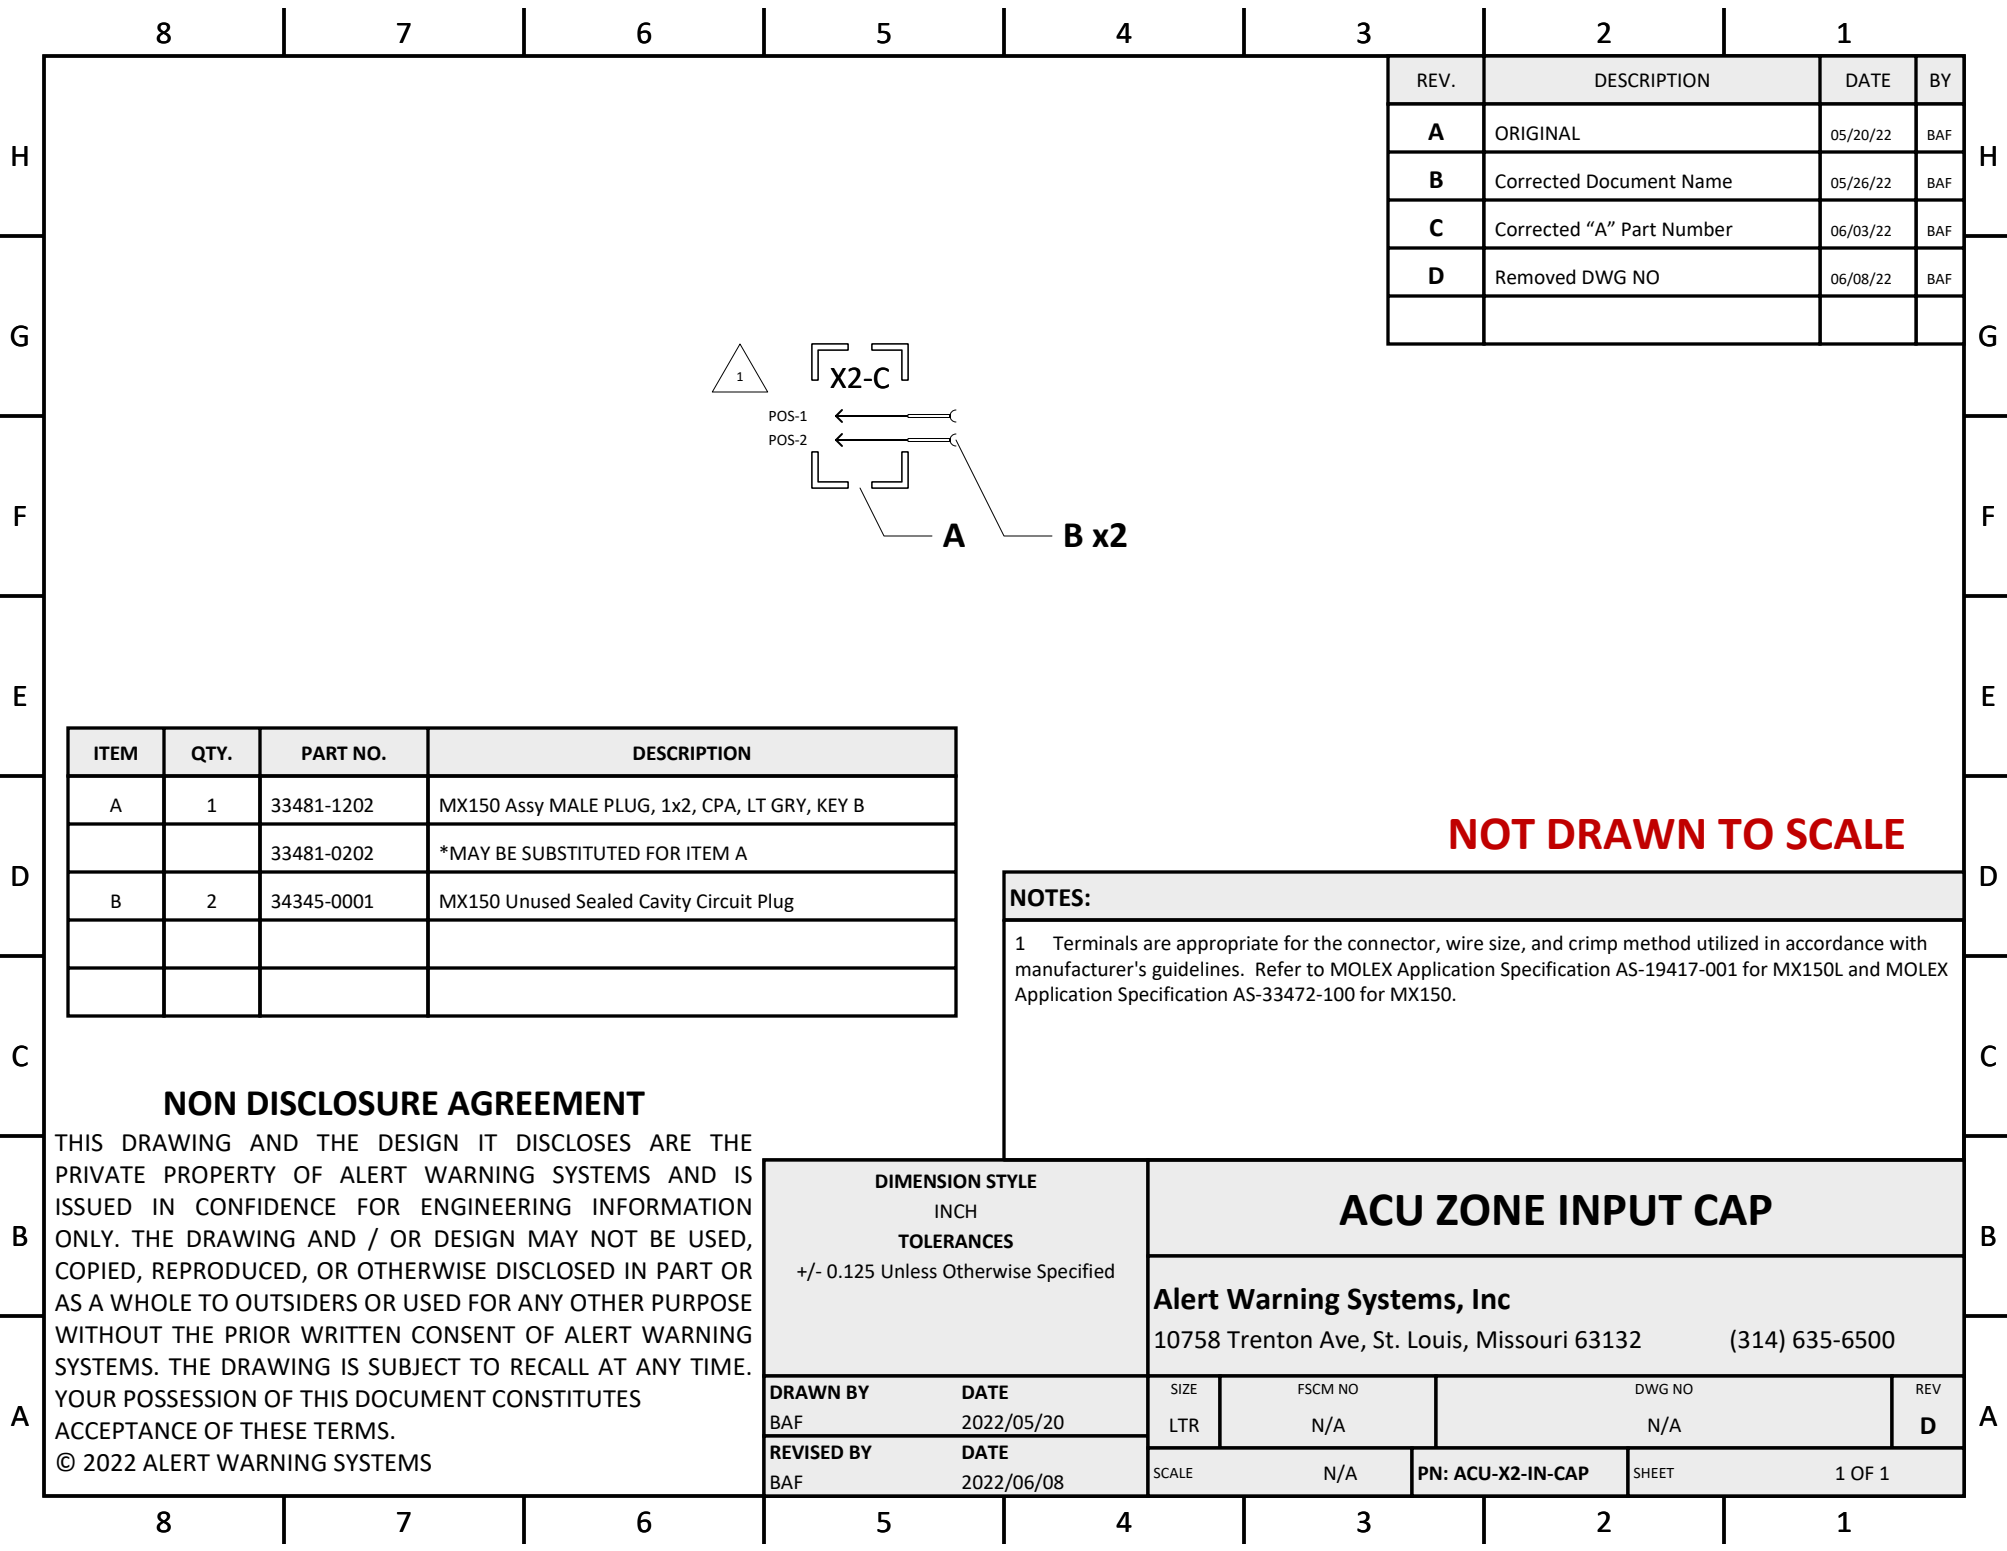 8 7 6 5 4 3 2 1
REV. DESCRIPTION DATE BY
A ORIGINAL 05/20/22 BAF
H H
B Corrected Document Name 05/26/22 BAF
C Corrected “A” Part Number 06/03/22 BAF
D Removed DWG NO 06/08/22 BAF
G G
1
X2-C
POS-1
POS-2
F F
A B x2
E E
ITEM QTY. PART NO. DESCRIPTION
A 1 33481-1202 MX150 Assy MALE PLUG, 1x2, CPA, LT GRY, KEY B
33481-0202 *MAY BE SUBSTITUTED FOR ITEM A
B 2 34345-0001 MX150 Unused Sealed Cavity Circuit Plug
NOT DRAWN TO SCALE
D D
NOTES:
1 Terminals are appropriate for the connector, wire size, and crimp method utilized in accordance with
manufacturer's guidelines. Refer to MOLEX Application Specification AS-19417-001 for MX150L and MOLEX
Application Specification AS-33472-100 for MX150.
C C
NON DISCLOSURE AGREEMENT
THIS DRAWING AND THE DESIGN IT DISCLOSES ARE THE
PRIVATE PROPERTY OF ALERT WARNING SYSTEMS AND IS
ISSUED IN CONFIDENCE FOR ENGINEERING INFORMATION
ONLY. THE DRAWING AND / OR DESIGN MAY NOT BE USED,
COPIED, REPRODUCED, OR OTHERWISE DISCLOSED IN PART OR
AS A WHOLE TO OUTSIDERS OR USED FOR ANY OTHER PURPOSE
WITHOUT THE PRIOR WRITTEN CONSENT OF ALERT WARNING
SYSTEMS. THE DRAWING IS SUBJECT TO RECALL AT ANY TIME.
YOUR POSSESSION OF THIS DOCUMENT CONSTITUTES
ACCEPTANCE OF THESE TERMS.
© 2022 ALERT WARNING SYSTEMS
B B
DIMENSION STYLE
INCH
TOLERANCES
+/- 0.125 Unless Otherwise Specified
ACU ZONE INPUT CAP
Alert Warning Systems, Inc
10758 Trenton Ave, St. Louis, Missouri 63132 (314) 635-6500
A A
DRAWN BY DATE
BAF 2022/05/20
REVISED BY DATE
BAF 2022/06/08
SIZE FSCM NO DWG NO REV
LTR N/A N/A D
SCALE N/A PN: ACU-X2-IN-CAP SHEET 1 OF 1
8 7 6 5 4 3 2 1